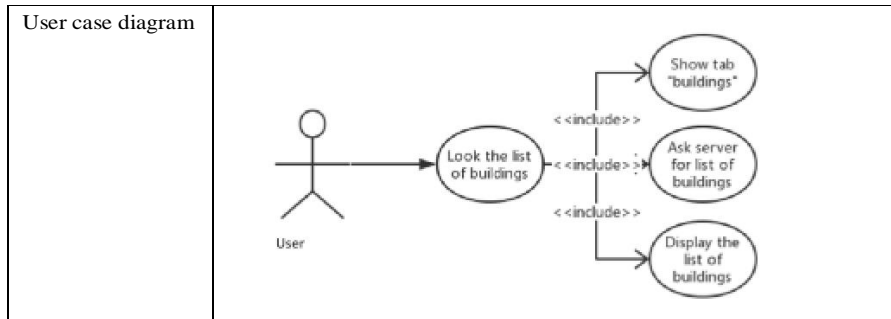 User case diagram
Show tab
"buildings"
<<include>>
Look the list
of buildings
<<include>>
Ask server
for list of
buildings
<<include>>
User
Display the
list of
buildings